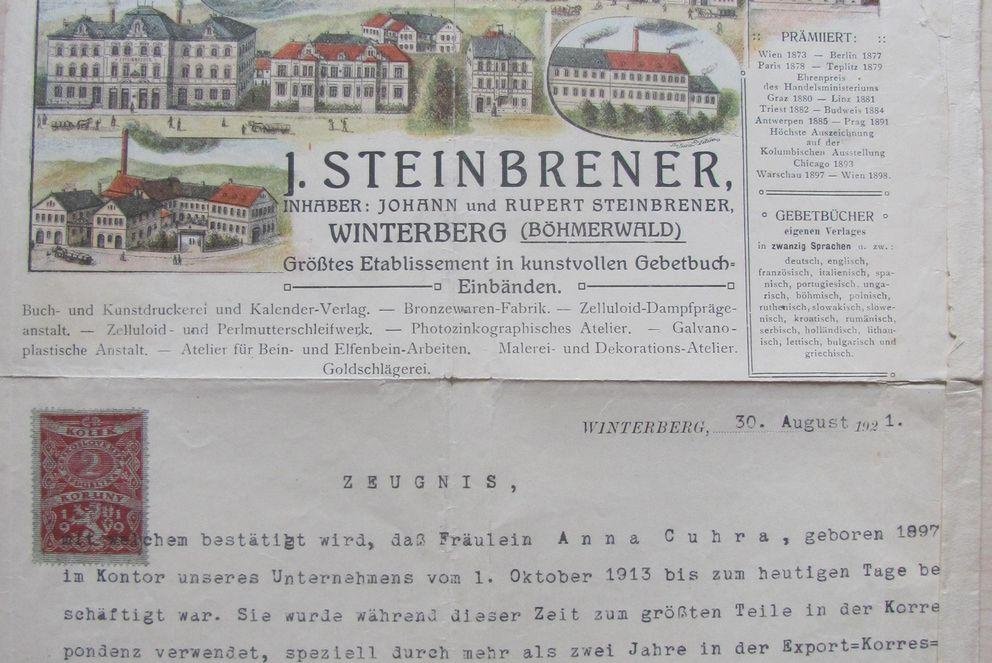 J. STEINBRENER,
INHABER: JOHANN und RUPERT STEINBRENER,
WINTERBERG (BÖHMERWALD)
Größtes Etablissement in kunstvollen Gebetbuch=
Einbänden.
Buch- und Kunstdruckerei und Kalender-Verlag. — Bronzewaren-Fabrik. — Zelluloid-Dampfpräge-
anstalt. — Zelluloid- und Perlmutterschleifwerk. — Photozinkographisches Atelier. — Galvano-
plastische Anstalt. — Atelier für Bein- und Elfenbein-Arbeiten. Malerei- und Dekorations-Atelier.
Goldschlägerei.
PRÄMIIERT:
Wien 1873 — Berlin 1877
Paris 1878 — Teplitz 1879
Ehrenpreis
des Handelsministeriums
Graz 1880 — Linz 1881
Triest 1882 — Budweis 1884
Antwerpen 1885 — Prag 1891
Höchste Auszeichnung
auf der
Kolumbischen Ausstellung
Chicago 1893
Warschau 1897 — Wien 1898.
GEBETBÜCHER
eigenen Verlages
in zwanzig Sprachen u. zw.:
deutsch, englisch,
französisch, italienisch, spa-
nisch, portugiesisch, unga-
risch, böhmisch, polnisch,
ruthenisch, slowakisch, slowe-
nisch, kroatisch, rumänisch,
serbisch, holländisch, lithau-
isch, lettisch, bulgarisch und
griechisch.
KOLEK
2
KORUNY
1919
WINTERBERG, 30. August 1921.
ZEUGNIS,
mit welchem bestätigt wird, daß Fräulein Anna Cuhra, geboren 1897
im Kontor unseres Unternehmens vom 1. Oktober 1913 bis zum heutigen Tage be
schäftigt war. Sie wurde während dieser Zeit zum größten Teile in der Korre
pondenz verwendet, speziell durch mehr als zwei Jahre in der Export=Korres=